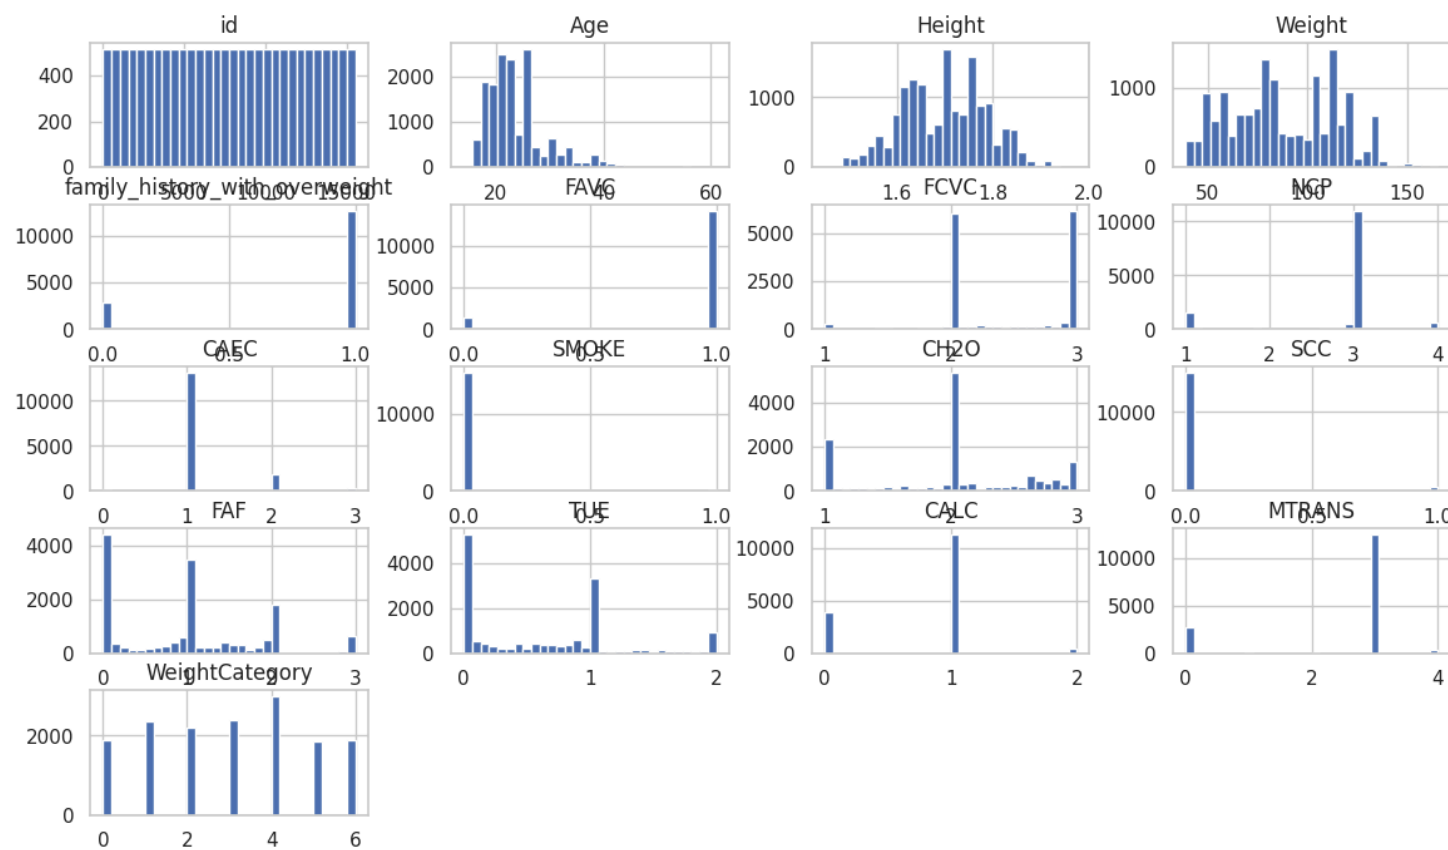 id Age Height Weight
400 2000 1000 1000
200 1000
0 0 0 0
0 5000 10000 15000 20 40 60 1.6 1.8 2.0 50 100 150
family_history_with_overweight FAVC FCVC NCP
10000 10000 5000 10000
5000 5000 2500 5000
0 0 0 0
0.0 0.5 1.0 0.0 0.5 1.0 1 2 3 1 2 3 4
CAEC SMOKE CH2O SCC
10000 10000 4000 10000
5000 2000
0 0 0 0
0 1 2 3 0.0 0.5 1.0 1 2 3 0.0 0.5 1.0
FAF TUE CALC MTRANS
4000 4000 10000 10000
2000 2000 5000 5000
0 0 0 0
0 1 2 3 0 1 2 0 1 2 0 2 4
WeightCategory
2000
0
0 2 4 6